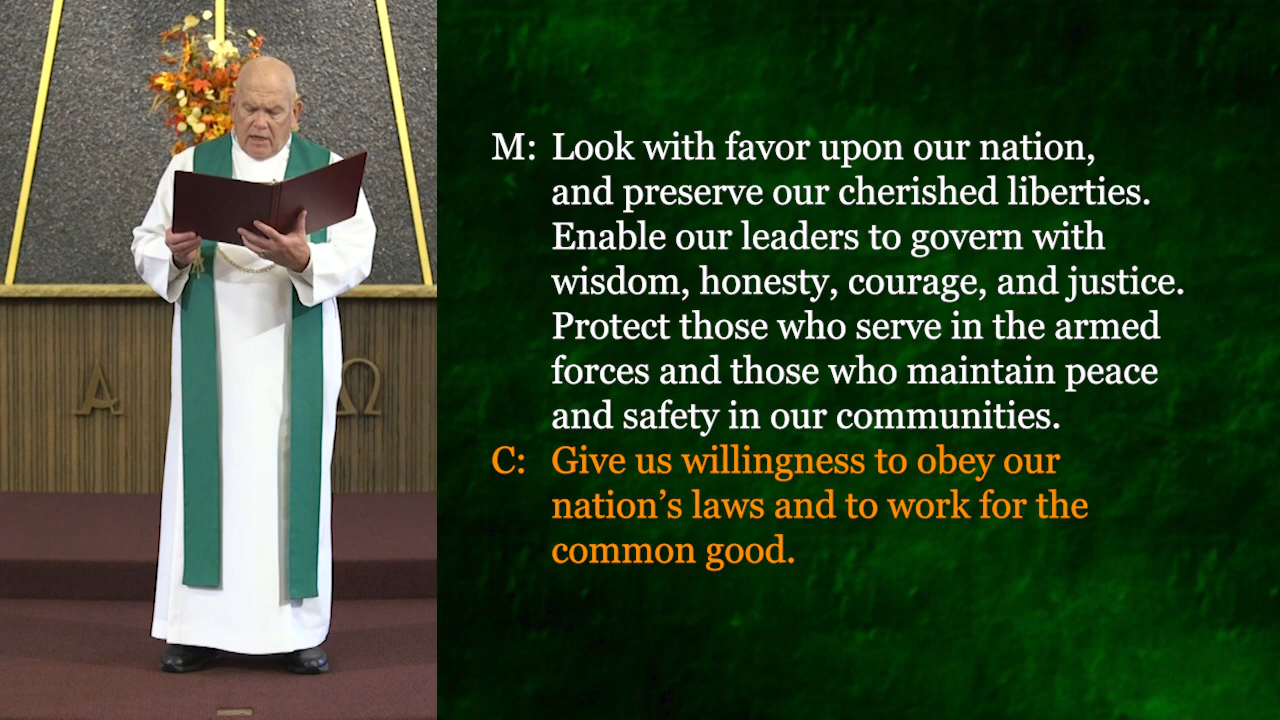 Α
Ω
M: Look with favor upon our nation,
and preserve our cherished liberties.
Enable our leaders to govern with
wisdom, honesty, courage, and justice.
Protect those who serve in the armed
forces and those who maintain peace
and safety in our communities.
C: Give us willingness to obey our
nation’s laws and to work for the
common good.